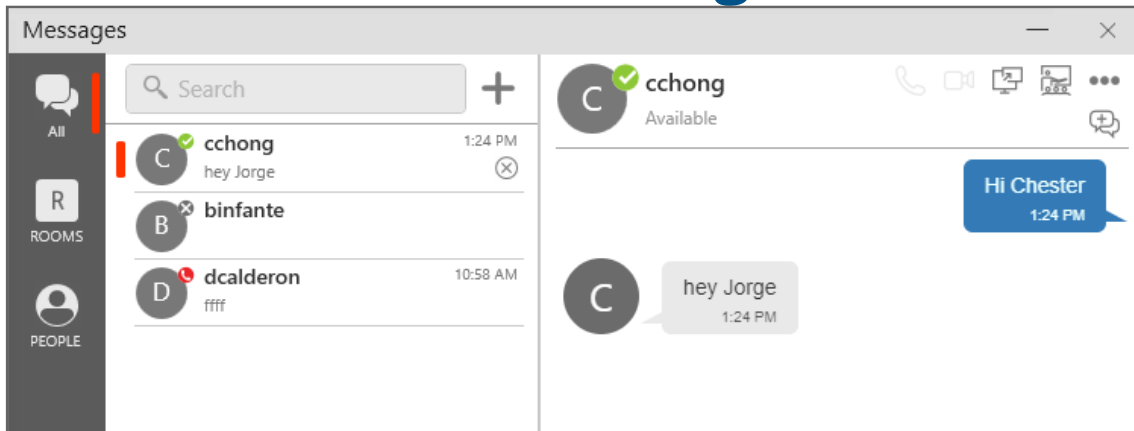 Messages
All
R
ROOMS
PEOPLE
Search
C
cchong
1:24 PM
hey Jorge
B
binfante
D
dcalderon
10:58 AM
ffff
C
cchong
Available
Hi Chester
1:24 PM
C
hey Jorge
1:24 PM